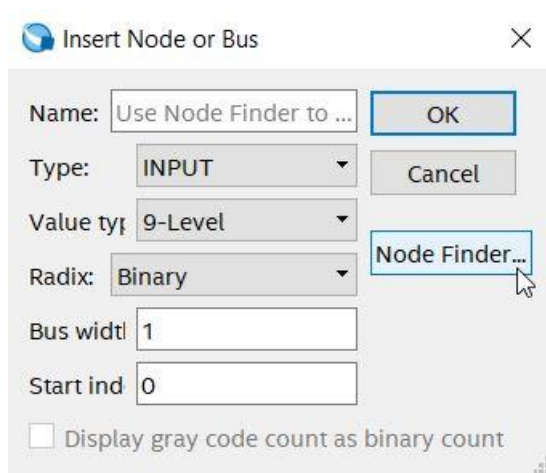 Insert Node or Bus
Name: Use Node Finder to ... OK
Type: INPUT Cancel
Value typ 9-Level
Node Finder...
Radix: Binary
Bus widtl 1
Start ind 0
Display gray code count as binary count